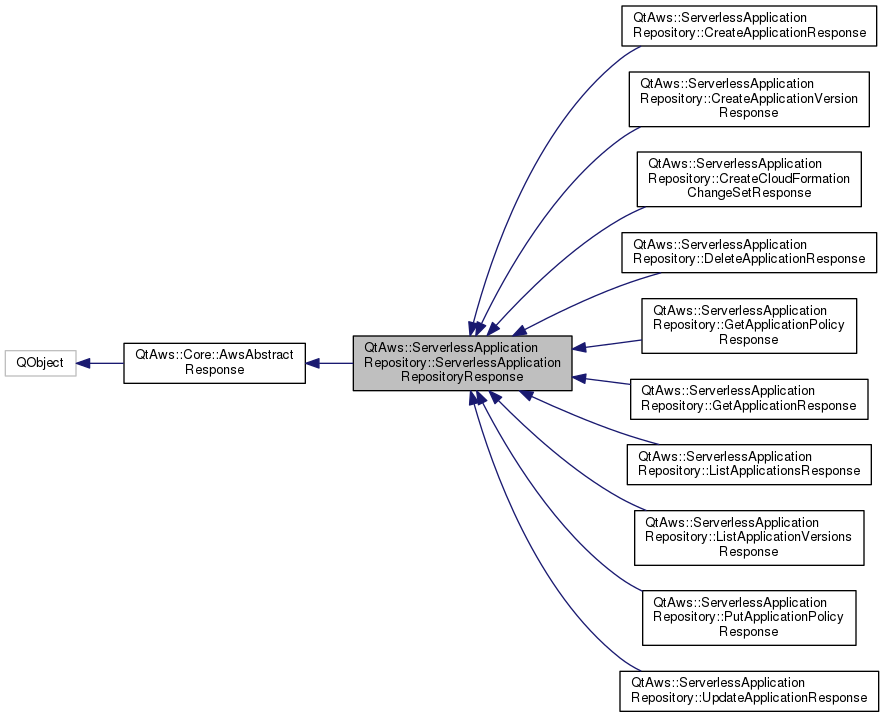 QObject
QtAws::Core::AwsAbstract
Response
QtAws::ServerlessApplication
Repository::ServerlessApplication
RepositoryResponse
QtAws::ServerlessApplication
Repository::CreateApplicationResponse
QtAws::ServerlessApplication
Repository::CreateApplicationVersion
Response
QtAws::ServerlessApplication
Repository::CreateCloudFormation
ChangeSetResponse
QtAws::ServerlessApplication
Repository::DeleteApplicationResponse
QtAws::ServerlessApplication
Repository::GetApplicationPolicy
Response
QtAws::ServerlessApplication
Repository::GetApplicationResponse
QtAws::ServerlessApplication
Repository::ListApplicationsResponse
QtAws::ServerlessApplication
Repository::ListApplicationVersions
Response
QtAws::ServerlessApplication
Repository::PutApplicationPolicy
Response
QtAws::ServerlessApplication
Repository::UpdateApplicationResponse